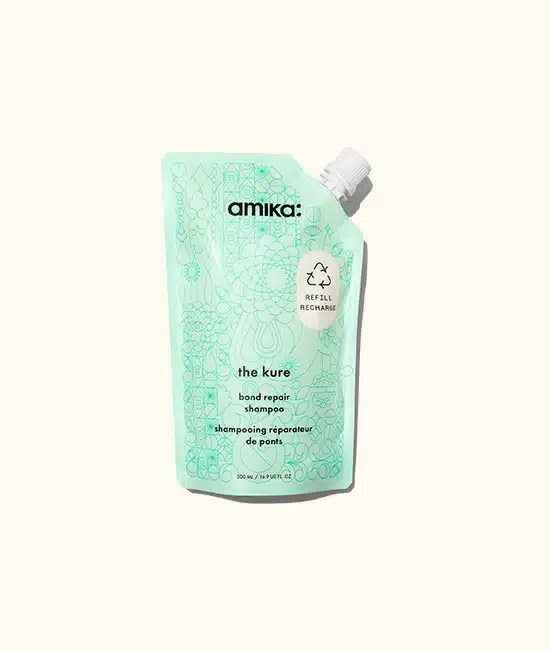 amika:
REFILL
RECHARGE
the kure
bond repair
shampoo
shampooing réparateur
de ponts
500 ML / 16.9 US FL OZ